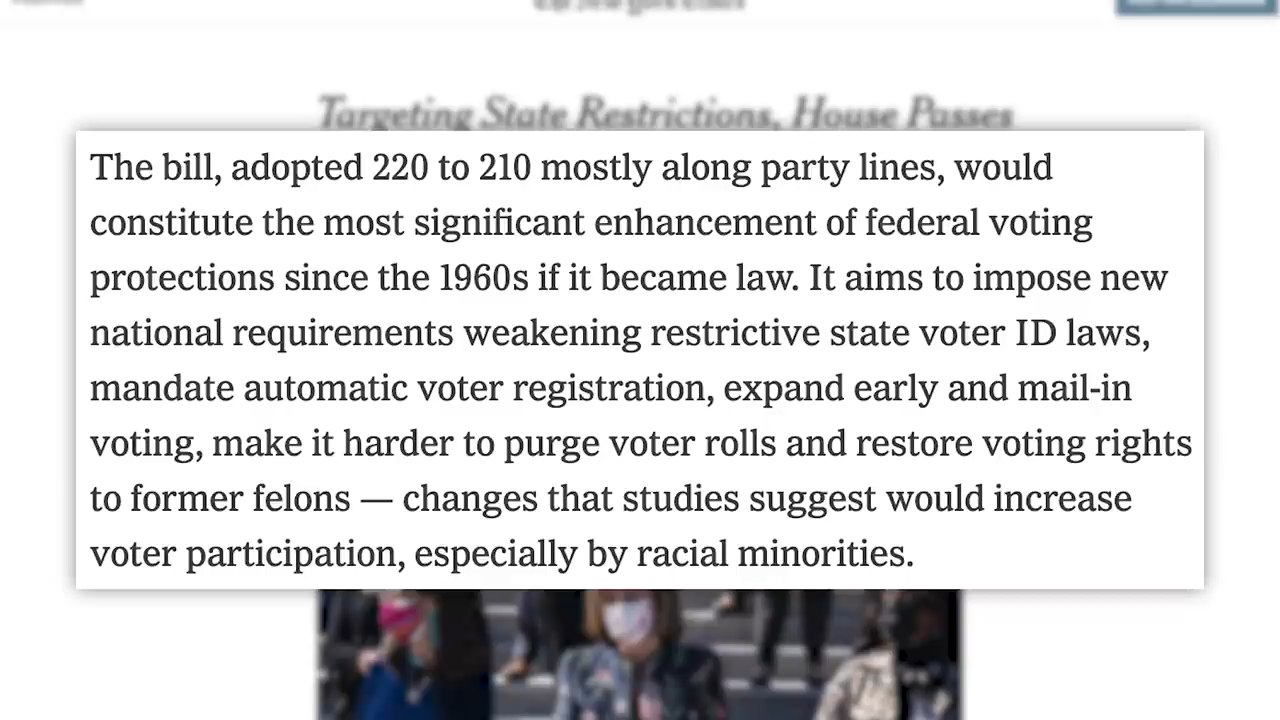 Targeting State Restrictions, House Passes
The bill, adopted 220 to 210 mostly along party lines, would
constitute the most significant enhancement of federal voting
protections since the 1960s if it became law. It aims to impose new
national requirements weakening restrictive state voter ID laws,
mandate automatic voter registration, expand early and mail-in
voting, make it harder to purge voter rolls and restore voting rights
to former felons — changes that studies suggest would increase
voter participation, especially by racial minorities.